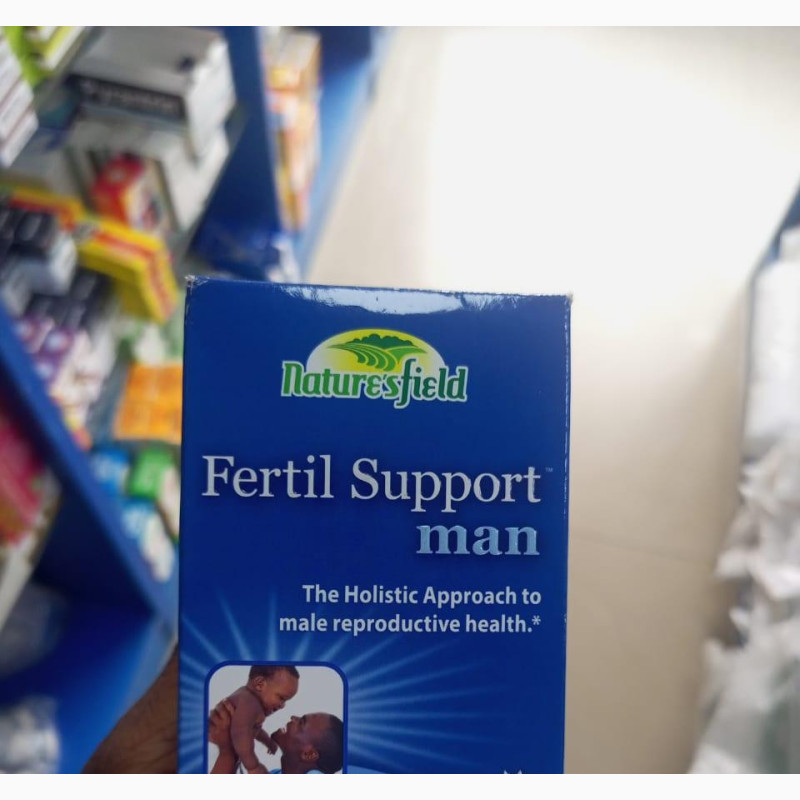 Nature'sfield
Fertil Support™
man
The Holistic Approach to
male reproductive health.*